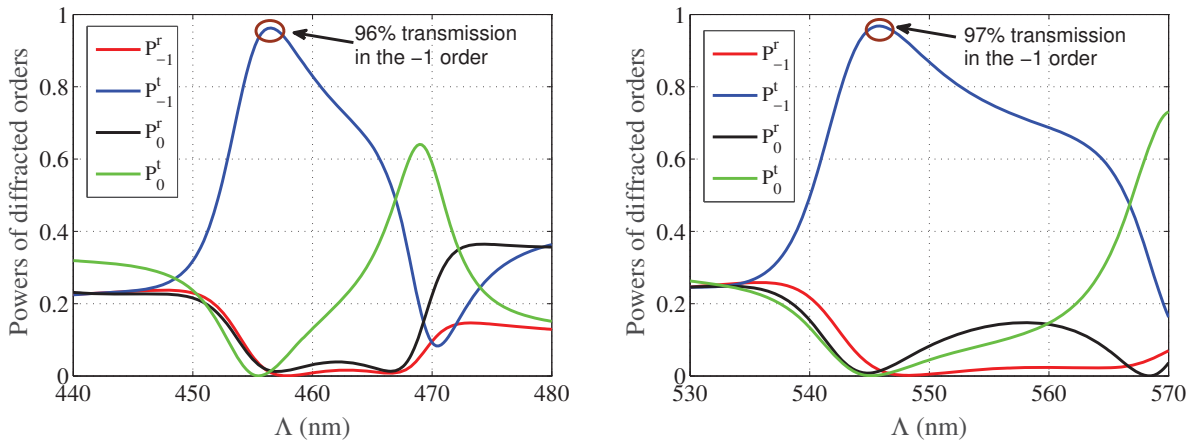 Powers of diffracted orders
1
0.8
0.6
0.4
0.2
0
P^r_-1
P^t_-1
P^r_0
P^t_0
96% transmission
in the −1 order
440 450 460 470 480
Λ (nm)
Powers of diffracted orders
1
0.8
0.6
0.4
0.2
0
P^r_-1
P^t_-1
P^r_0
P^t_0
97% transmission
in the −1 order
530 540 550 560 570
Λ (nm)